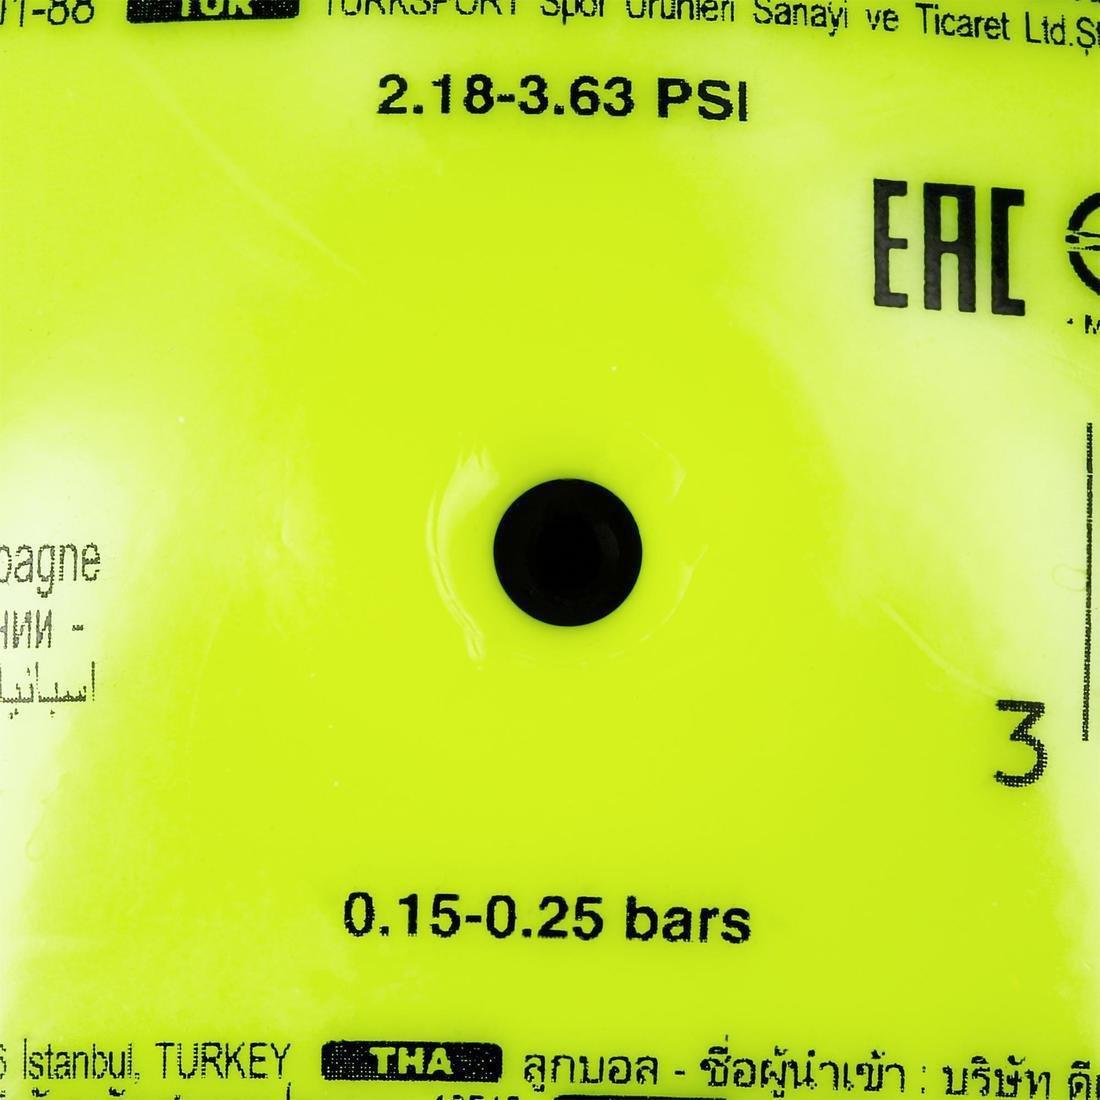 TUR TURKSPORT Spor Ürünleri Sanayi ve Ticaret Ltd.
2.18-3.63 PSI
EAC
3
0.15-0.25 bars
Istanbul, TURKEY THA ลูกบอล - ชื่อผู้นำเข้า : บริษัท